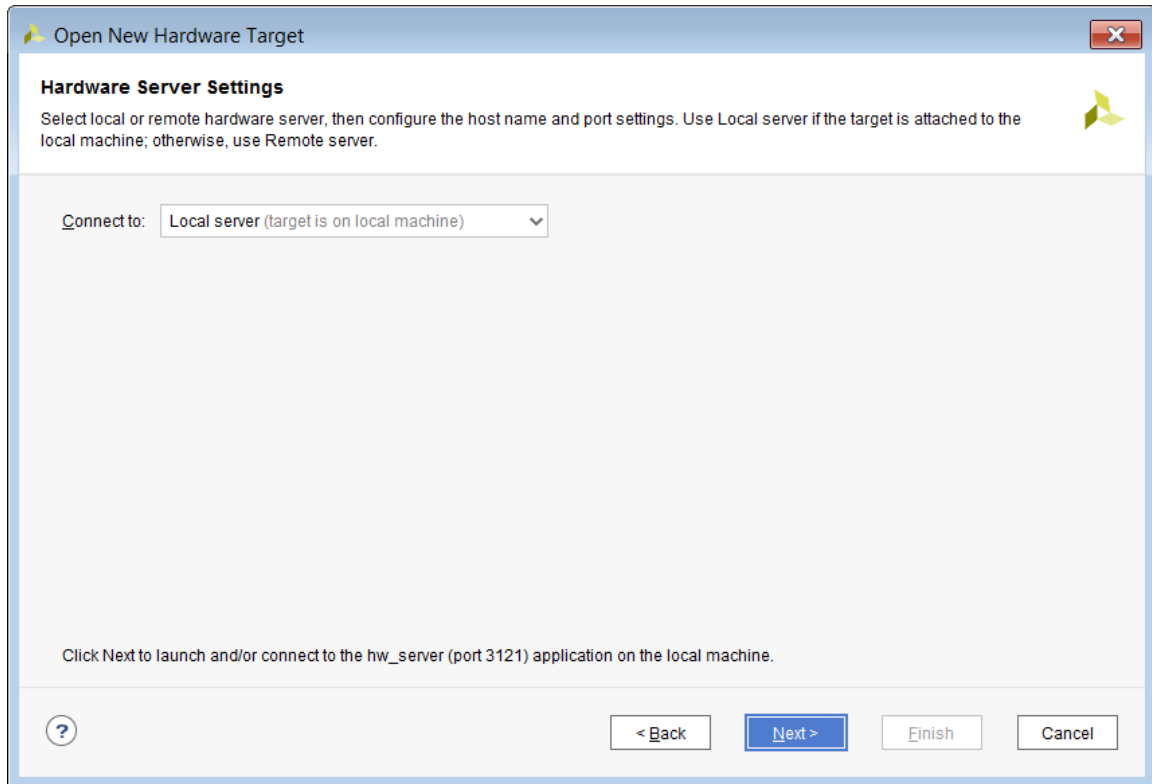 Open New Hardware Target
Hardware Server Settings
Select local or remote hardware server, then configure the host name and port settings. Use Local server if the target is attached to the
local machine; otherwise, use Remote server.
Connect to: Local server (target is on local machine)
Click Next to launch and/or connect to the hw_server (port 3121) application on the local machine.
? < Back Next > Finish Cancel